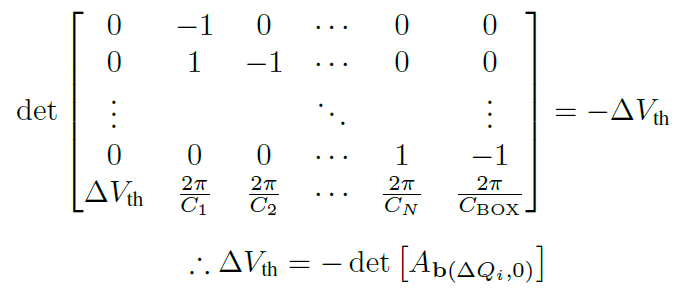 0 −1 0 ⋯ 0 0
0 1 −1 ⋯ 0 0
det ⋮ ⋱ ⋮ = −ΔV_th
0 0 0 ⋯ 1 −1
ΔV_th 2π/C_1 2π/C_2 ⋯ 2π/C_N 2π/C_BOX
∴ ΔV_th = − det [A_b(ΔQ_i,0)]